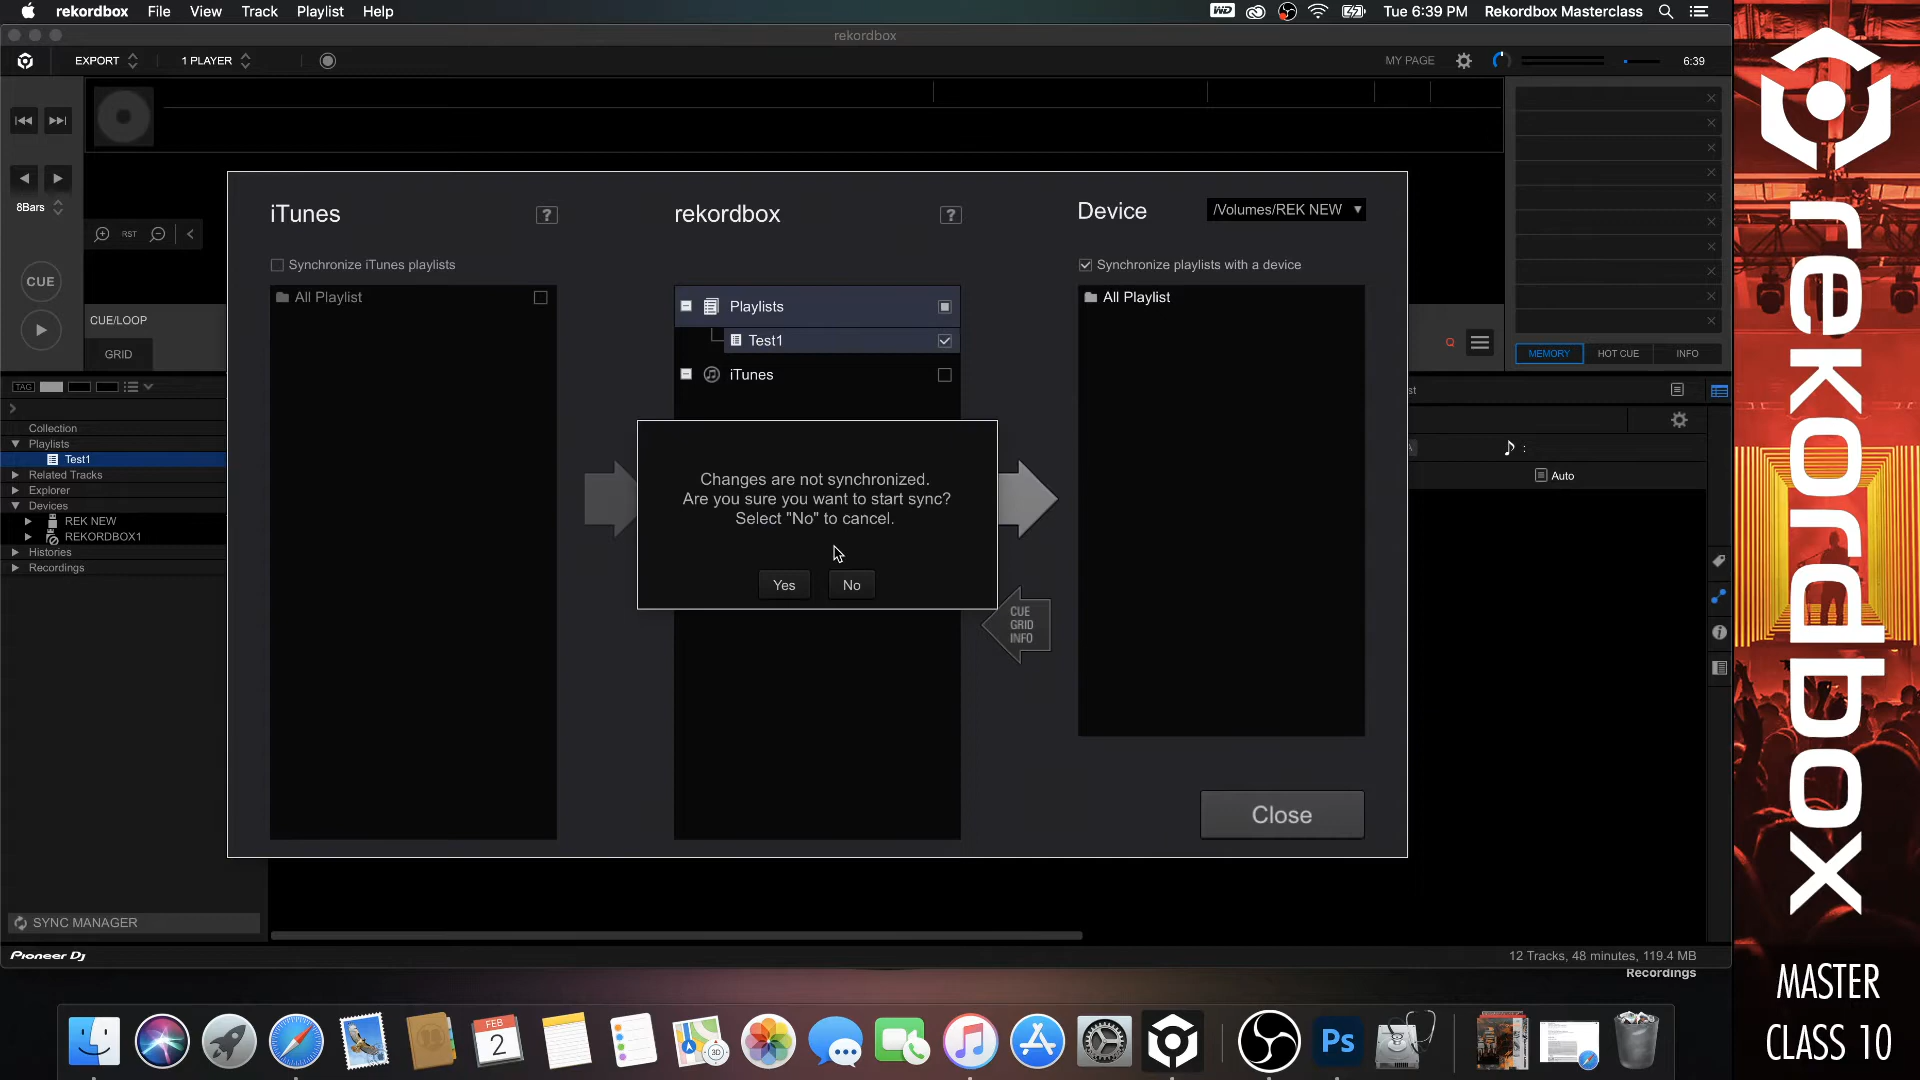 rekordbox File View Track Playlist Help
Tue 6:39 PM Rekordbox Masterclass
rekordbox
EXPORT 1 PLAYER
MY PAGE 6:39
8Bars
RST
CUE
CUE/LOOP
GRID
MEMORY HOT CUE INFO
TAG
Collection
Playlists
Test1
Related Tracks
Explorer
Devices
REK NEW
REKORDBOX1
Histories
Recordings
SYNC MANAGER
iTunes ?
Synchronize iTunes playlists
All Playlist
rekordbox ?
Playlists
Test1
iTunes
Device /Volumes/REK NEW
Synchronize playlists with a device
All Playlist
Changes are not synchronized.
Are you sure you want to start sync?
Select "No" to cancel.
Yes No
CUE
GRID
INFO
Close
Q
st
:
Auto
Pioneer Dj
12 Tracks, 48 minutes, 119.4 MB
Recordings
FEB
2
3D
Ps
WD
rekordbox
MASTER
CLASS 10